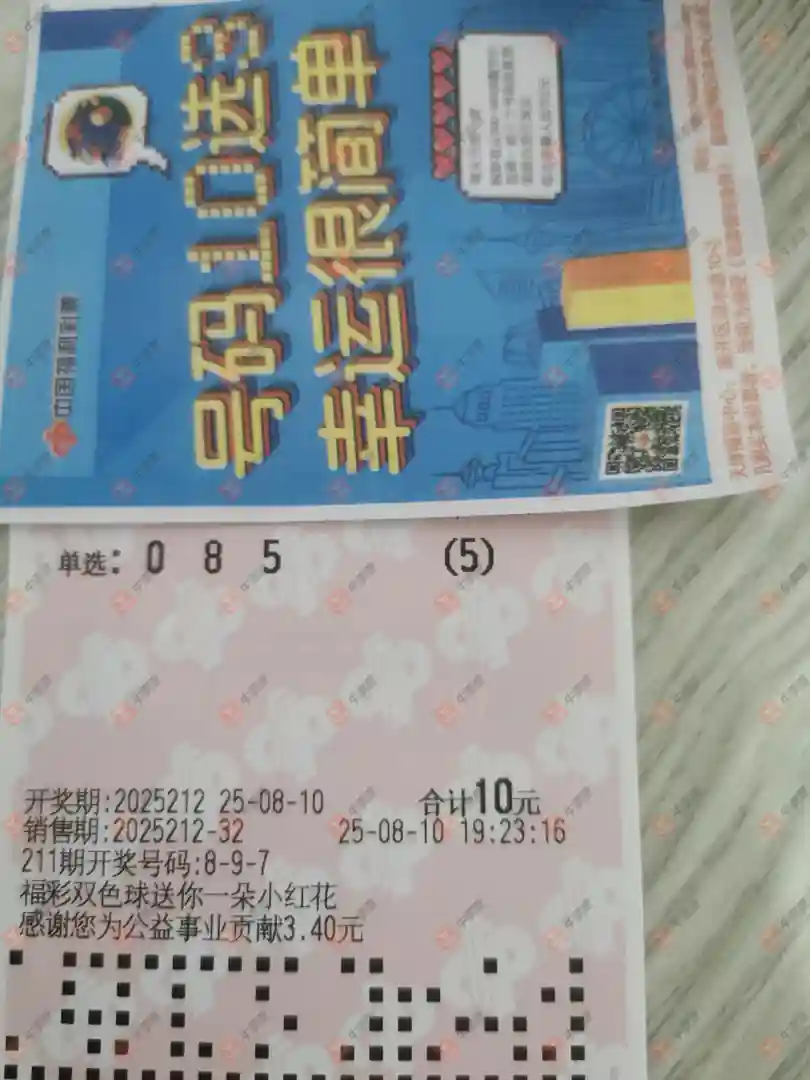 号码10选3
幸运很简单
中国福利彩票
单选: 0 8 5 (5)
开奖期:2025212 25-08-10 合计10元
销售期:2025212-32 25-08-10 19:23:16
211期开奖号码:8-9-7
福彩双色球送你一朵小红花
感谢您为公益事业贡献3.40元